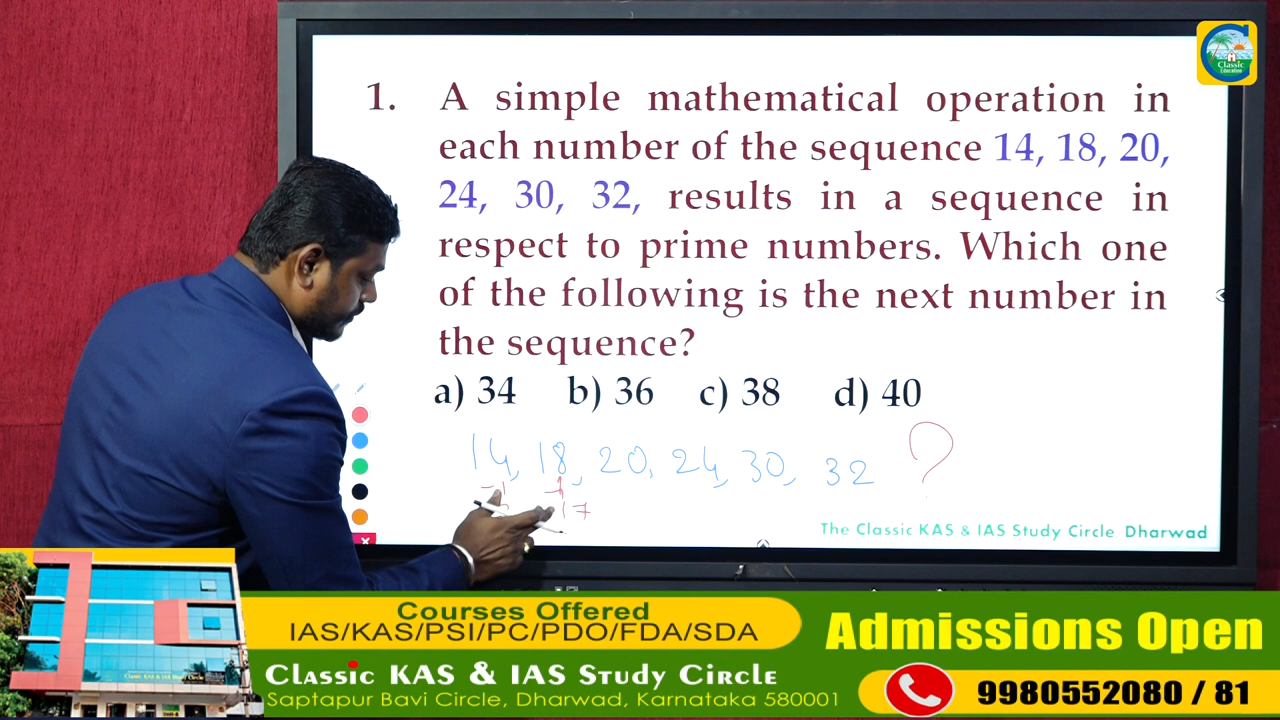 Classic
Education
1. A simple mathematical operation in
each number of the sequence 14, 18, 20,
24, 30, 32, results in a sequence in
respect to prime numbers. Which one
of the following is the next number in
the sequence?
a) 34 b) 36 c) 38 d) 40
14, 18, 20, 24, 30, 32 ?
-1 -1
17
The Classic KAS & IAS Study Circle Dharwad
Courses Offered
IAS/KAS/PSI/PC/PDO/FDA/SDA
Classic KAS & IAS Study Circle
Saptapur Bavi Circle, Dharwad, Karnataka 580001
Admissions Open
9980552080 / 81